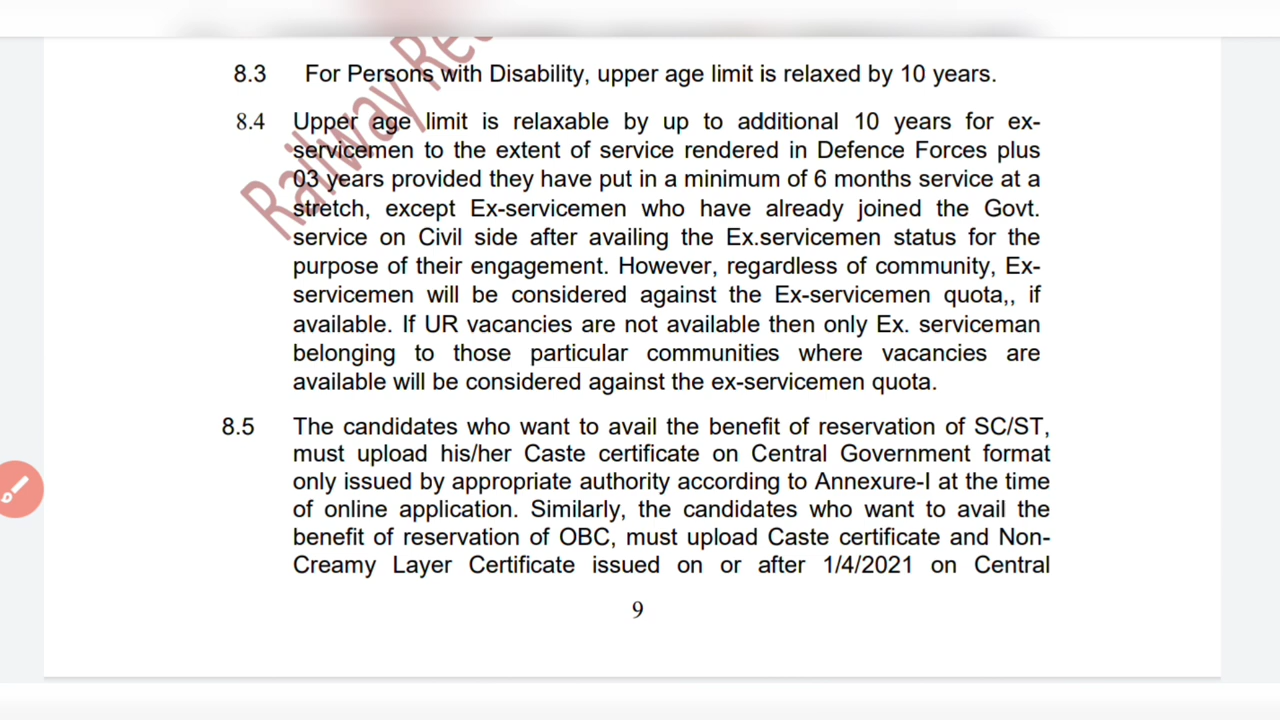 Railway
8.3 For Persons with Disability, upper age limit is relaxed by 10 years.
8.4 Upper age limit is relaxable by up to additional 10 years for ex-
servicemen to the extent of service rendered in Defence Forces plus
03 years provided they have put in a minimum of 6 months service at a
stretch, except Ex-servicemen who have already joined the Govt.
service on Civil side after availing the Ex.servicemen status for the
purpose of their engagement. However, regardless of community, Ex-
servicemen will be considered against the Ex-servicemen quota,, if
available. If UR vacancies are not available then only Ex. serviceman
belonging to those particular communities where vacancies are
available will be considered against the ex-servicemen quota.
8.5 The candidates who want to avail the benefit of reservation of SC/ST,
must upload his/her Caste certificate on Central Government format
only issued by appropriate authority according to Annexure-I at the time
of online application. Similarly, the candidates who want to avail the
benefit of reservation of OBC, must upload Caste certificate and Non-
Creamy Layer Certificate issued on or after 1/4/2021 on Central
9